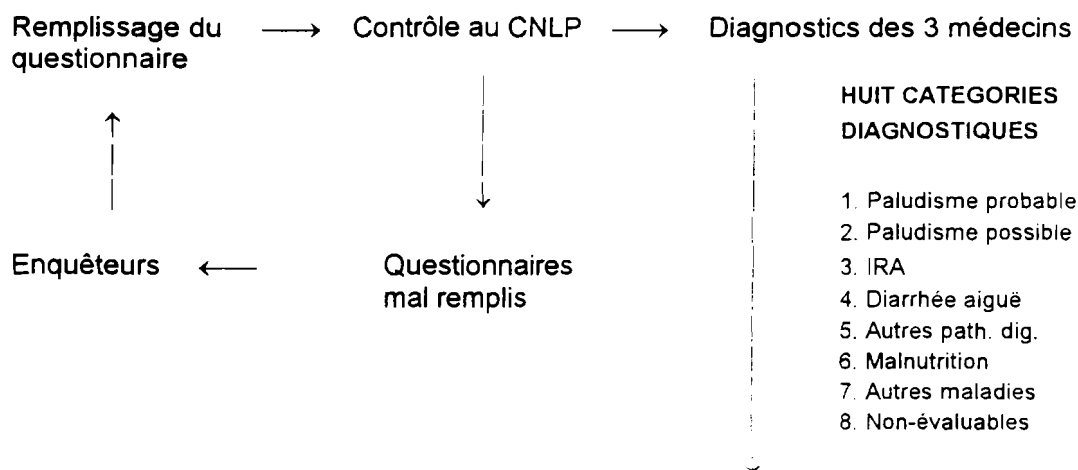 Remplissage du questionnaire → Contrôle au CNLP → Diagnostics des 3 médecins
HUIT CATEGORIES
DIAGNOSTIQUES
1. Paludisme probable
2. Paludisme possible
3. IRA
4. Diarrhée aiguë
5. Autres path. dig.
6. Malnutrition
7. Autres maladies
8. Non-évaluables
Enquêteurs ← Questionnaires
mal remplis